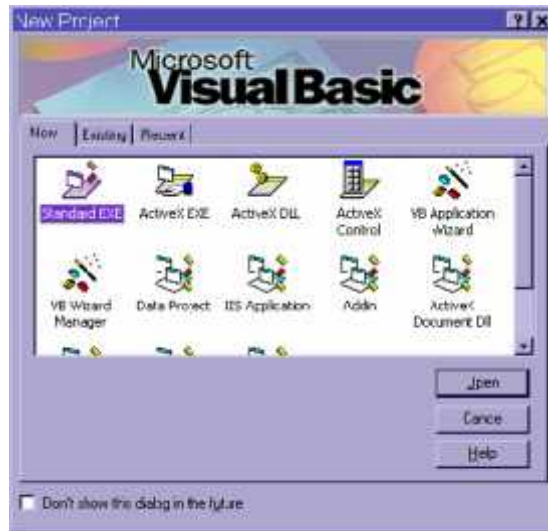 New Project
Microsoft
Visual Basic
New Existing Recent
Standard EXE ActiveX EXE ActiveX DLL ActiveX Control VB Application Wizard
VB Wizard Manager Data Project IIS Application Addin ActiveX Document Dll
Open
Cancel
Help
Don't show this dialog in the future